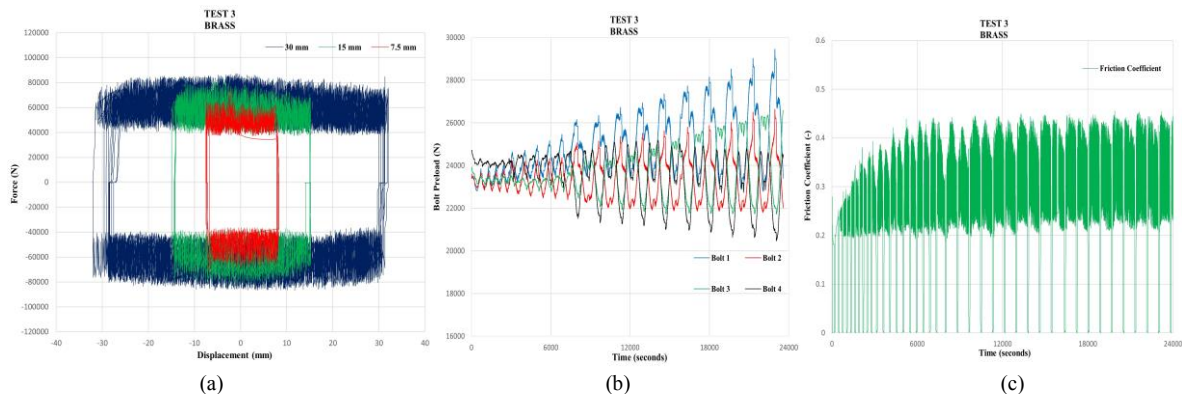 TEST 3
BRASS
30 mm 15 mm 7.5 mm
Force (N)
120000
100000
80000
60000
40000
20000
0
-20000
-40000
-60000
-80000
-100000
-120000
-40 -30 -20 -10 0 10 20 30 40
Displacement (mm)
(a)
TEST 3
BRASS
Bolt Preload (N)
30000
28000
26000
24000
22000
20000
18000
16000
Bolt 1 Bolt 2
Bolt 3 Bolt 4
0 6000 12000 18000 24000
Time (seconds)
(b)
TEST 3
BRASS
Friction Coefficient
Friction Coefficient (-)
0.6
0.5
0.4
0.3
0.2
0.1
0
0 6000 12000 18000 24000
Time (seconds)
(c)